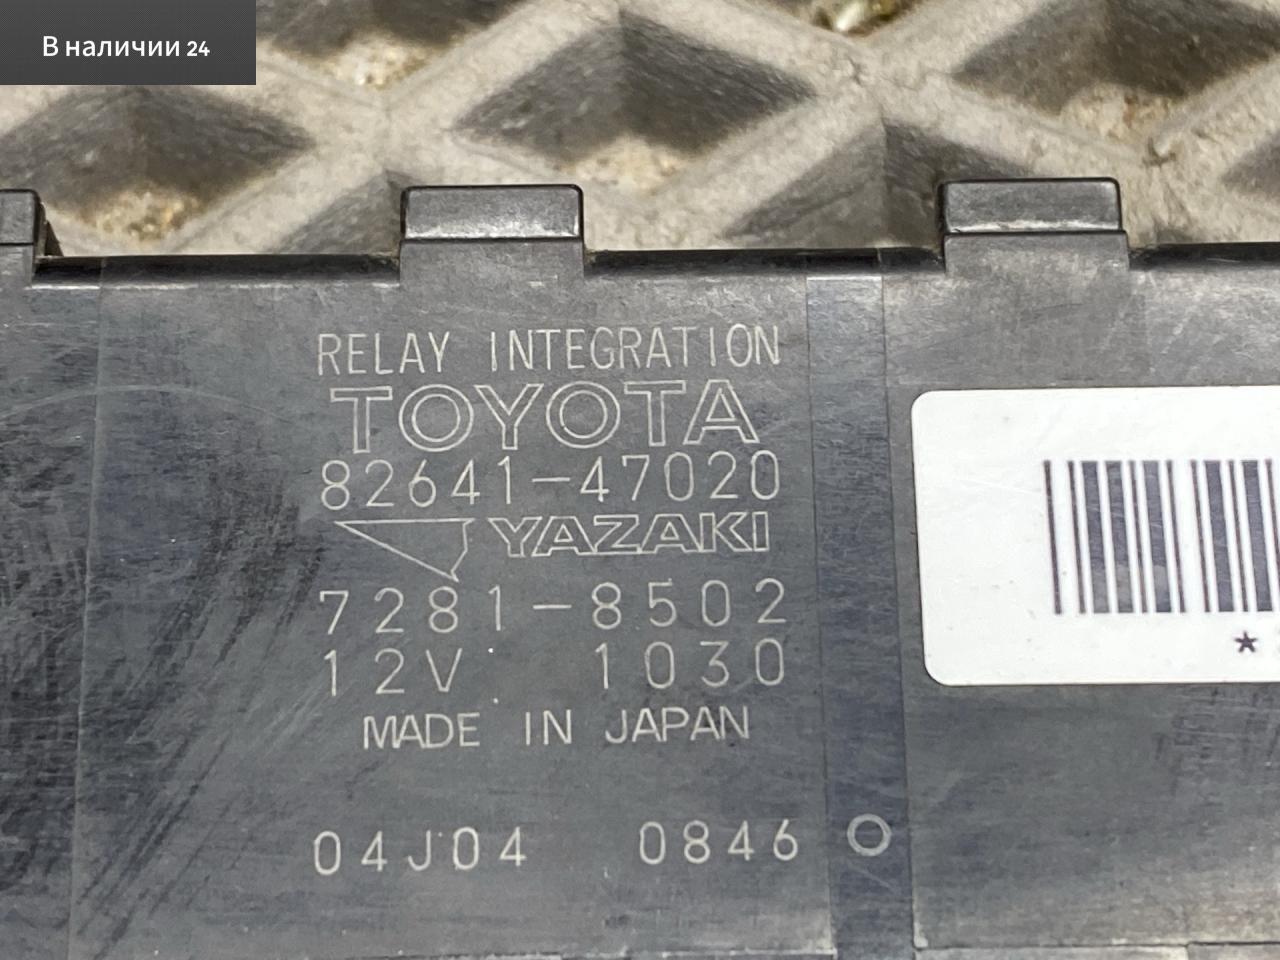 В наличии 24
RELAY INTEGRATION
TOYOTA
82641-47020
YAZAKI
7281-8502
12V 1030
MADE IN JAPAN
04J04 0846
*